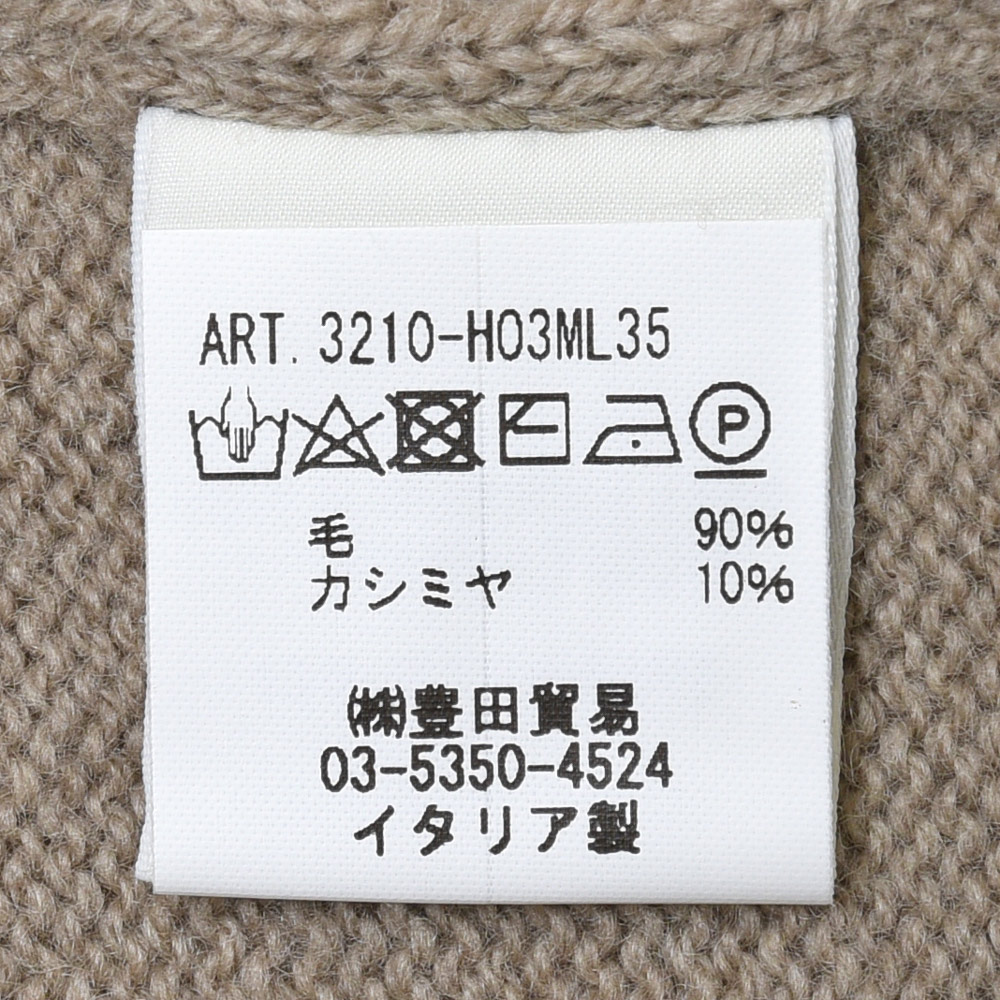 ART. 3210-H03ML35
P
毛 90%
カシミヤ 10%
㈱豊田貿易
03-5350-4524
イタリア製